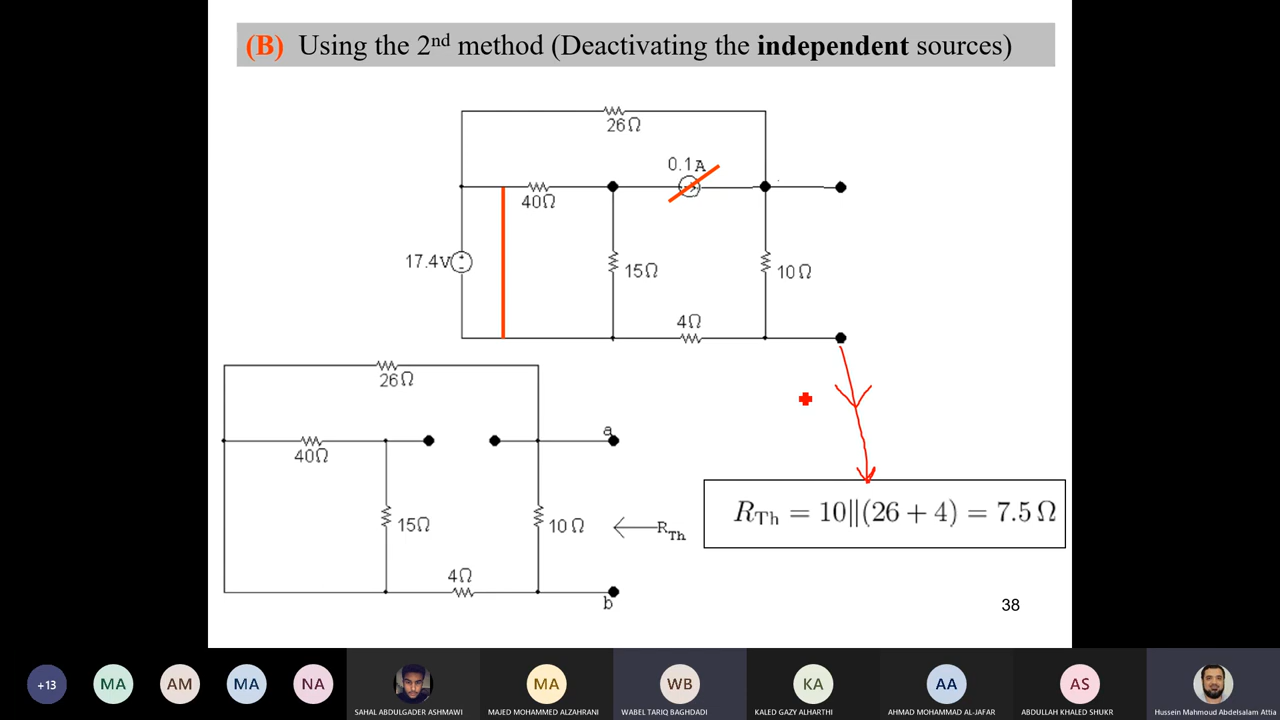 (B) Using the 2nd method (Deactivating the independent sources)
26Ω
0.1A
40Ω
17.4V
15Ω
10Ω
4Ω
26Ω
a
40Ω
15Ω
10Ω
RTh
4Ω
b
RTh = 10||(26 + 4) = 7.5 Ω
38
+13
MA
AM
MA
NA
SAHAL ABDULGADER ASHMAWI
MA
MAJED MOHAMMED ALZAHRANI
WB
WABEL TARIQ BAGHDADI
KA
KALED GAZY ALHARTHI
AA
AHMAD MOHAMMAD AL-JAFAR
AS
ABDULLAH KHALED SHUKR
Hussein Mahmoud Abdelsalam Attia